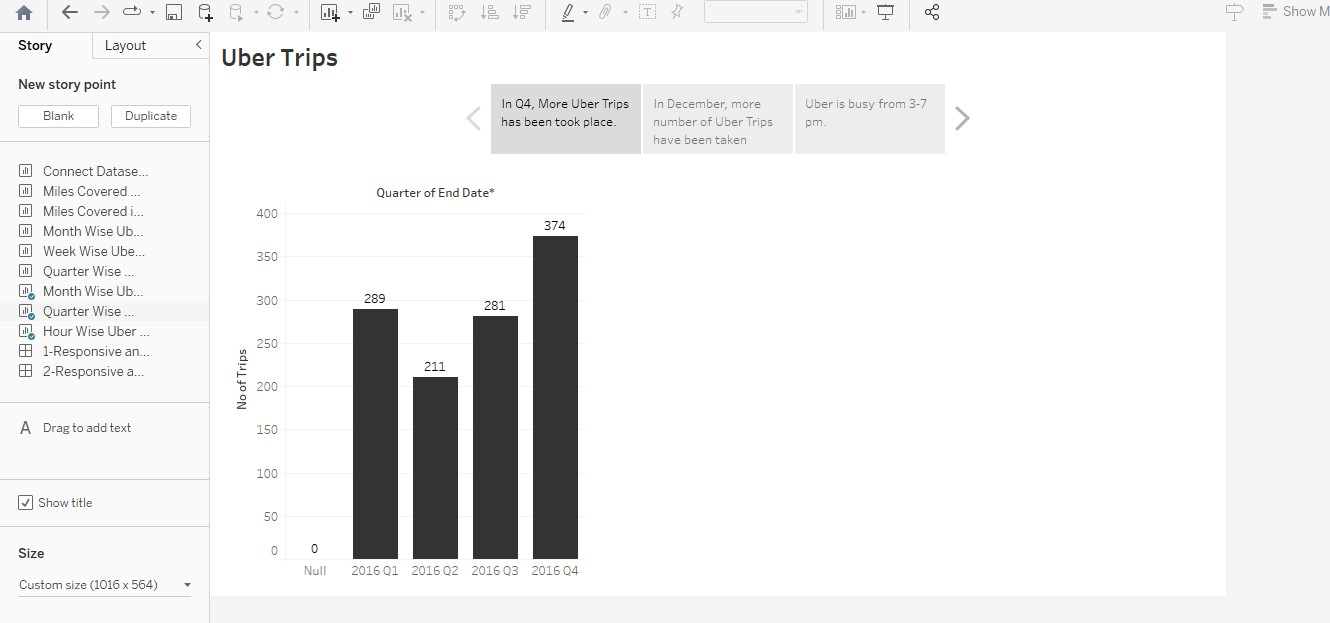 Show M
Story
Layout
New story point
Blank
Duplicate
Connect Datase...
Miles Covered ...
Miles Covered i...
Month Wise Ub...
Week Wise Ube...
Quarter Wise ...
Month Wise Ub...
Quarter Wise ...
Hour Wise Uber ...
1-Responsive an...
2-Responsive a...
A Drag to add text
Show title
Size
Custom size (1016 x 564)
Uber Trips
In Q4, More Uber Trips
has been took place.
In December, more
number of Uber Trips
have been taken
Uber is busy from 3-7
pm.
Quarter of End Date*
No of Trips
400
350
300
250
200
150
100
50
0
0
289
211
281
374
Null
2016 Q1
2016 Q2
2016 Q3
2016 Q4